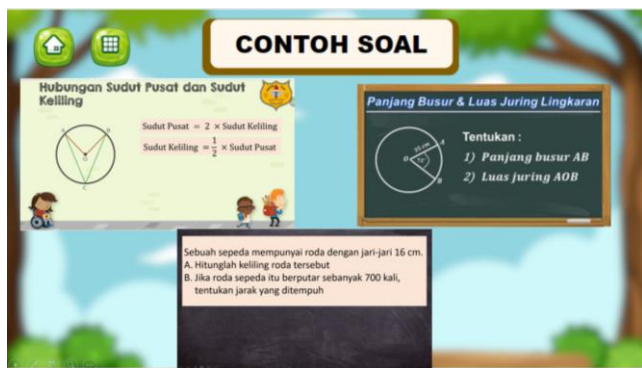 CONTOH SOAL
Hubungan Sudut Pusat dan Sudut
Keliling
Sudut Pusat = 2 × Sudut Keliling
Sudut Keliling = 1/2 × Sudut Pusat
Panjang Busur & Luas Juring Lingkaran
Tentukan :
1) Panjang busur AB
2) Luas juring AOB
A
O
B
Sebuah sepeda mempunyai roda dengan jari-jari 16 cm.
A. Hitunglah keliling roda tersebut
B. Jika roda sepeda itu berputar sebanyak 700 kali,
tentukan jarak yang ditempuh